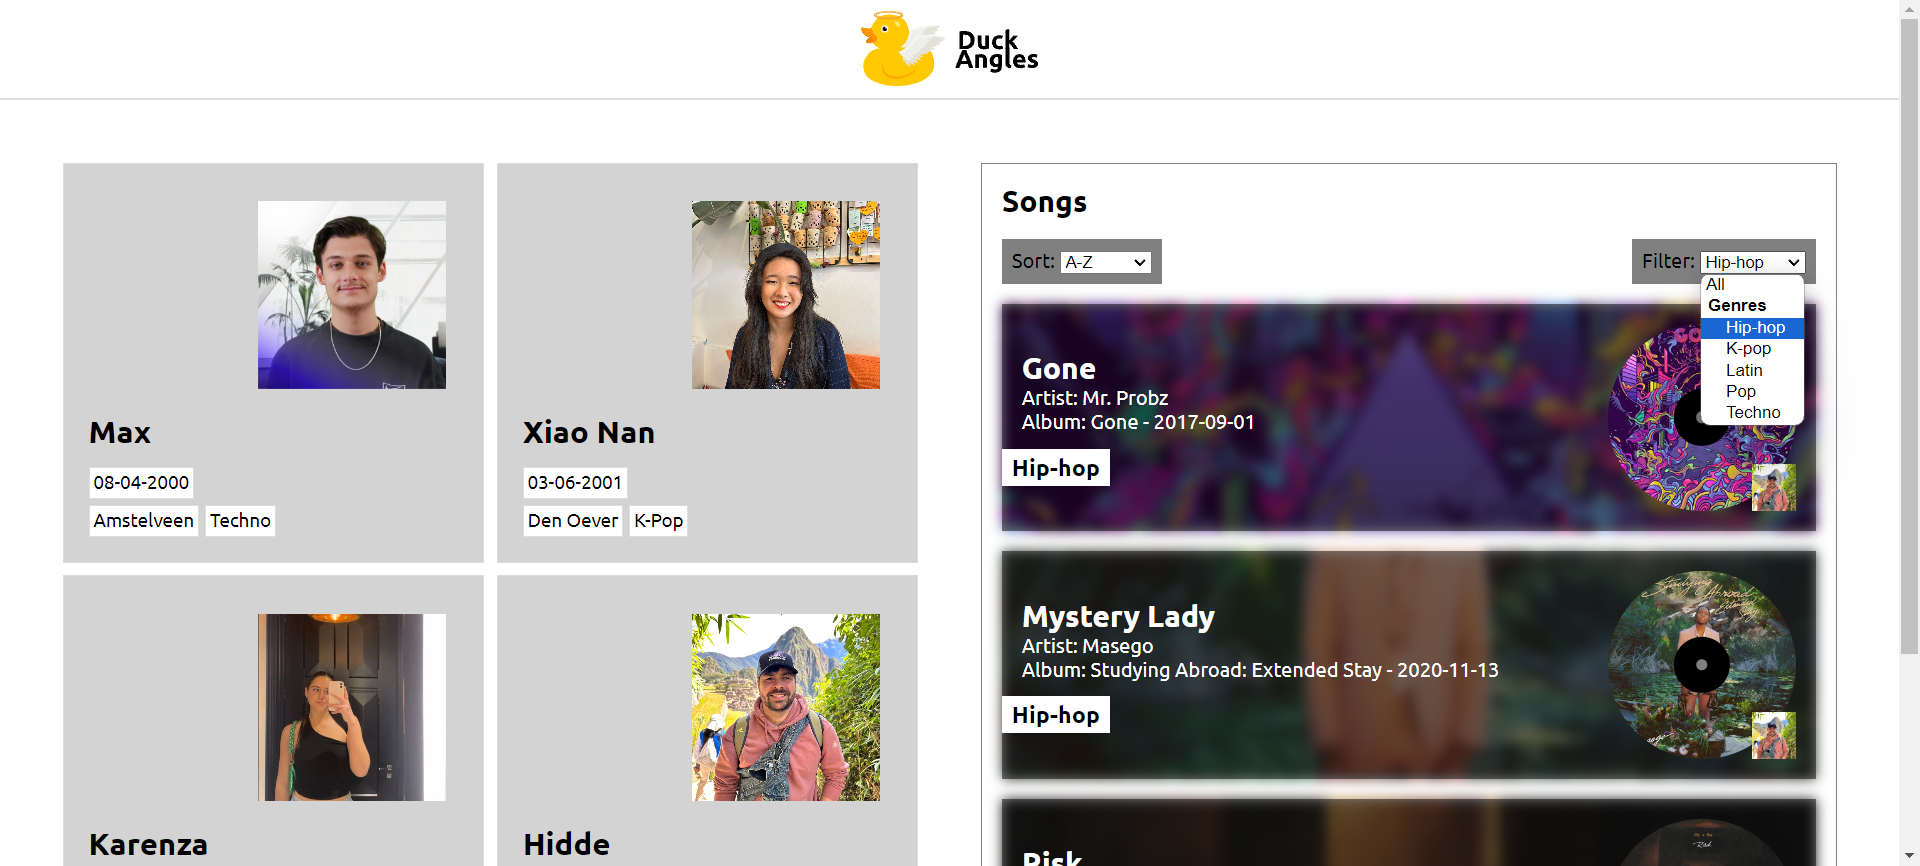 Duck
Angles
Max
08-04-2000
Amstelveen Techno
Xiao Nan
03-06-2001
Den Oever K-Pop
Karenza
Hidde
Songs
Sort: A-Z
Filter: Hip-hop
All
Genres
Hip-hop
K-pop
Latin
Pop
Techno
Gone
Artist: Mr. Probz
Album: Gone - 2017-09-01
Hip-hop
Mystery Lady
Artist: Masego
Album: Studying Abroad: Extended Stay - 2020-11-13
Hip-hop
Studying Abroad
Risk
Risk